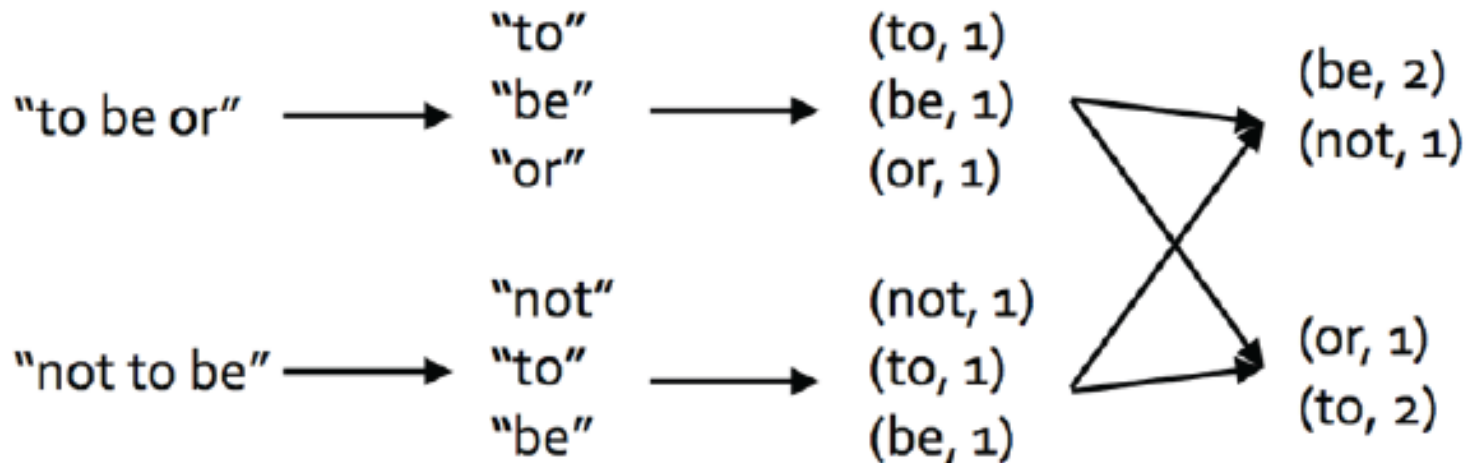 “to be or”
“to”
“be”
“or”
(to, 1)
(be, 1)
(or, 1)
(be, 2)
(not, 1)
“not to be”
“not”
“to”
“be”
(not, 1)
(to, 1)
(be, 1)
(or, 1)
(to, 2)